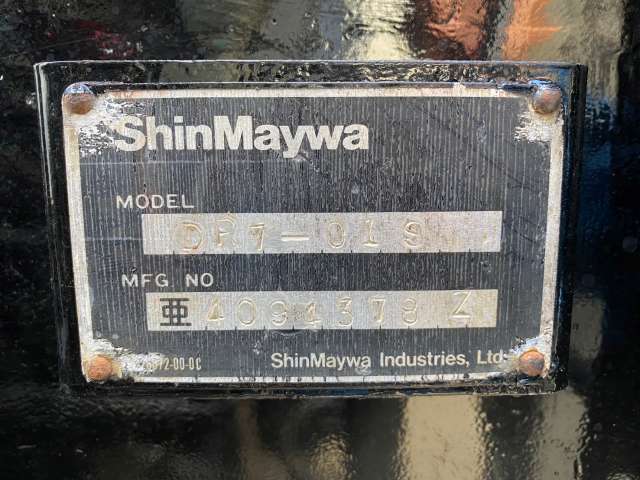 ShinMaywa
MODEL
DR7-01S
MFG NO
亜 4091378 Z
ShinMaywa Industries, Ltd